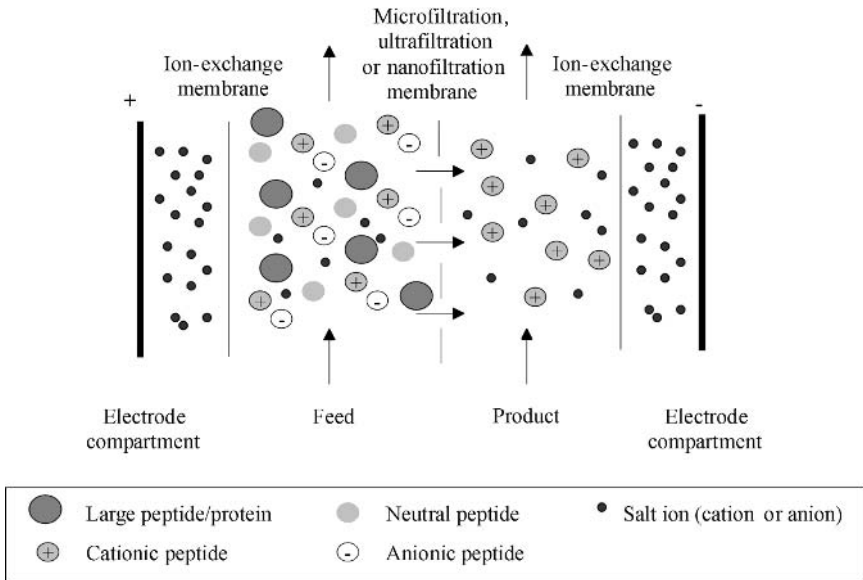 Microfiltration,
ultrafiltration
or nanofiltration
membrane
Ion-exchange
membrane
Ion-exchange
membrane
+
-
Electrode
compartment
Feed
Product
Electrode
compartment
Large peptide/protein
Neutral peptide
Salt ion (cation or anion)
+ Cationic peptide
- Anionic peptide